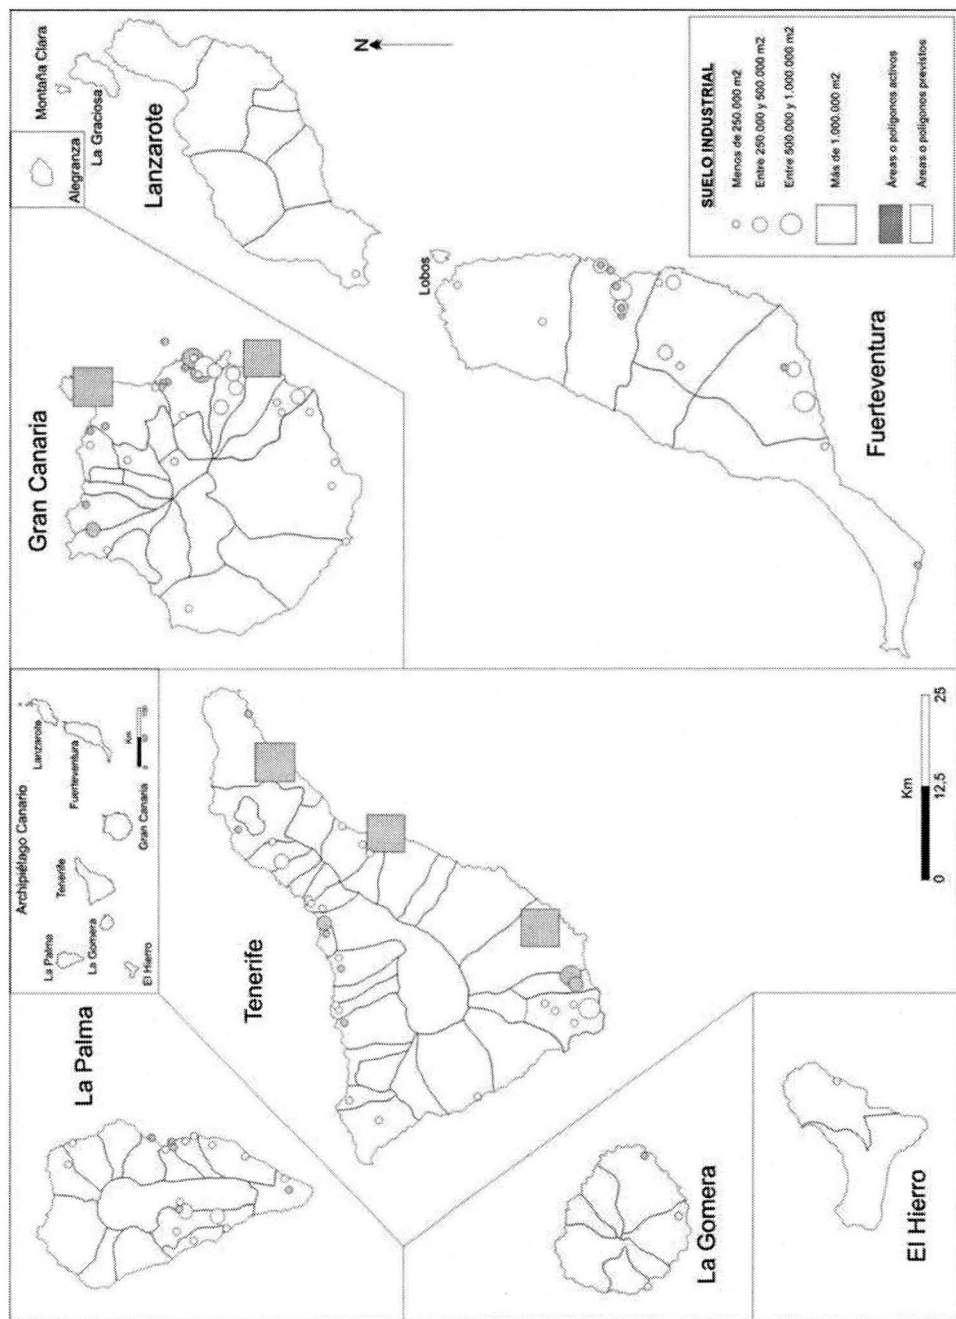 Archipiélago Canario
La Palma
Tenerife
Lanzarote
La Gomera
Fuerteventura
El Hierro
Gran Canaria
Km
0
La Palma
Tenerife
La Gomera
El Hierro
Km
0
12,5
25
Gran Canaria
Alegranza
Montaña Clara
La Graciosa
Lanzarote
N
Lobos
Fuerteventura
SUELO INDUSTRIAL
Menos de 250.000 m2
Entre 250.000 y 500.000 m2
Entre 500.000 y 1.000.000 m2
Más de 1.000.000 m2
Áreas o polígonos activos
Áreas o polígonos previstos